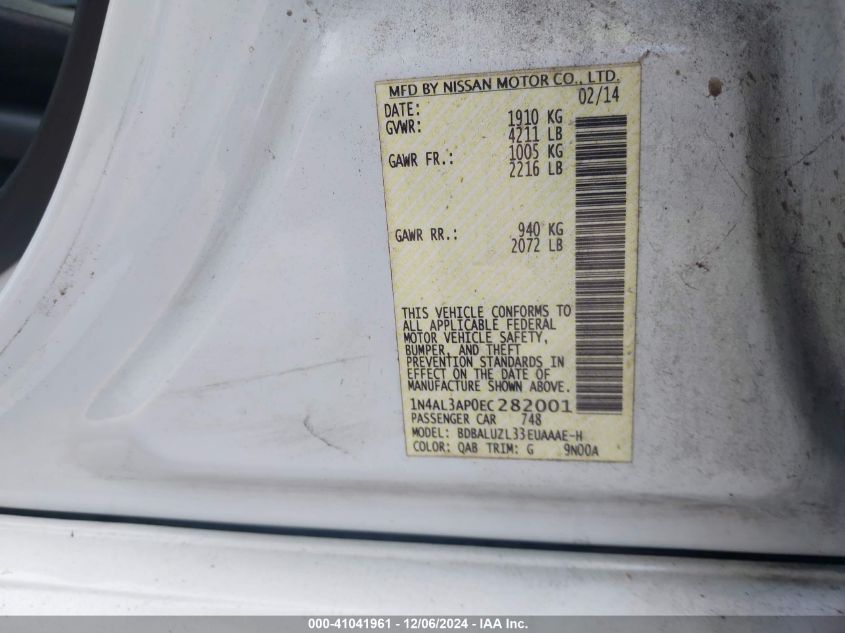 MFD BY NISSAN MOTOR CO., LTD.
DATE: 02/14
GVWR: 1910 KG
4211 LB
GAWR FR.: 1005 KG
2216 LB
GAWR RR.: 940 KG
2072 LB
THIS VEHICLE CONFORMS TO
ALL APPLICABLE FEDERAL
MOTOR VEHICLE SAFETY,
BUMPER, AND THEFT
PREVENTION STANDARDS IN
EFFECT ON THE DATE OF
MANUFACTURE SHOWN ABOVE.
1N4AL3AP0EC282001
PASSENGER CAR 748
MODEL: BDBALUZL33EUAAAE-H
COLOR: QAB TRIM: G 9N00A
000-41041961 - 12/06/2024 - IAA Inc.